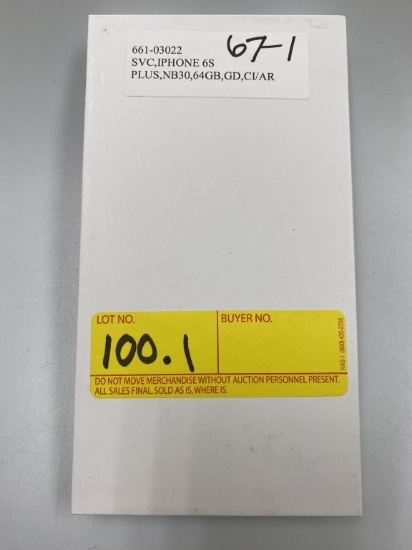 661-03022
SVC,IPHONE 6S
PLUS,NB30,64GB,GD,CI/AR
67-1
LOT NO.
100.1
BUYER NO.
DO NOT MOVE MERCHANDISE WITHOUT AUCTION PERSONNEL PRESENT.
ALL SALES FINAL. SOLD AS IS, WHERE IS.